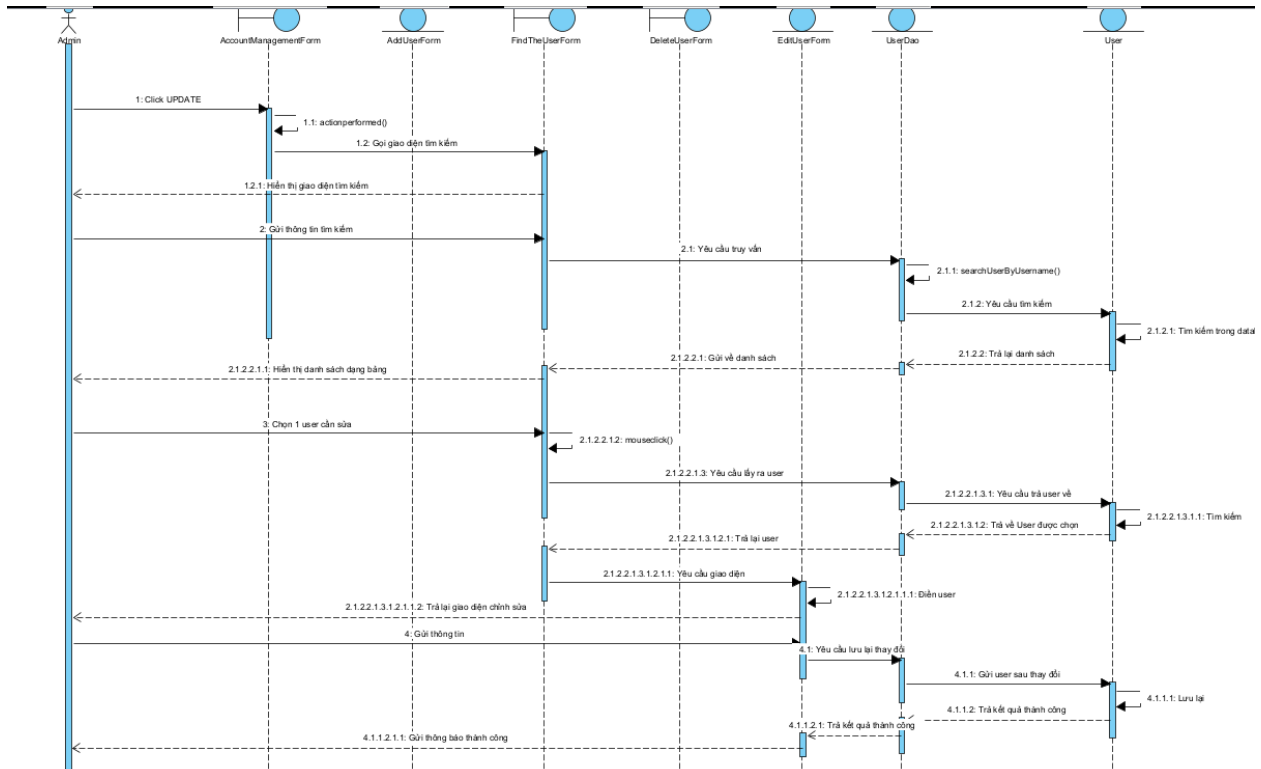 Admin
AccountManagementForm
AddUserForm
FindTheUserForm
DeleteUserForm
EditUserForm
UserDao
User
1: Click UPDATE
1.1: actionperformed()
1.2: Gọi giao diện tìm kiếm
1.2.1: Hiển thị giao diện tìm kiếm
2: Gửi thông tin tìm kiếm
2.1: Yêu cầu truy vấn
2.1.1: searchUserByUsername()
2.1.2: Yêu cầu tìm kiếm
2.1.2.1: Tìm kiếm trong datal
2.1.2.2: Trả lại danh sách
2.1.2.2.1: Gửi về danh sách
2.1.2.2.1.1: Hiển thị danh sách dạng bảng
3: Chọn 1 user cần sửa
2.1.2.2.1.2: mouseclick()
2.1.2.2.1.3: Yêu cầu lấy ra user
2.1.2.2.1.3.1: Yêu cầu trả user về
2.1.2.2.1.3.1.1: Tìm kiếm
2.1.2.2.1.3.1.2: Trả về User được chọn
2.1.2.2.1.3.1.2.1: Trả lại user
2.1.2.2.1.3.1.2.1.1: Yêu cầu giao diện
2.1.2.2.1.3.1.2.1.1.1: Điền user
2.1.2.2.1.3.1.2.1.1.2: Trả lại giao diện chỉnh sửa
4: Gửi thông tin
4.1: Yêu cầu lưu lại thay đổi
4.1.1: Gửi user sau thay đổi
4.1.1.1: Lưu lại
4.1.1.2: Trả kết quả thành công
4.1.1.2.1: Trả kết quả thành công
4.1.1.2.1.1: Gửi thông báo thành công